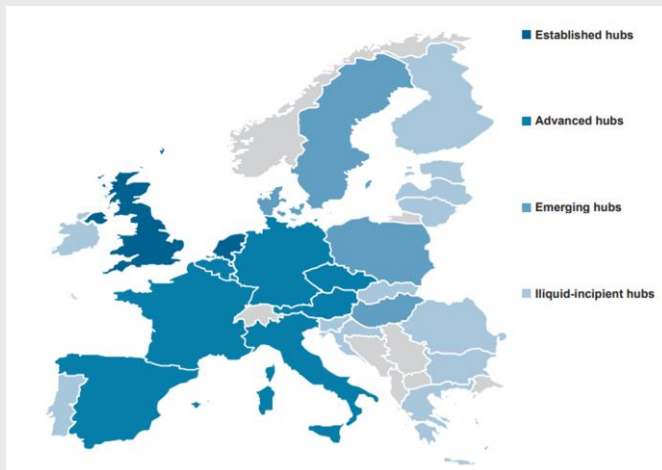 Established hubs
Advanced hubs
Emerging hubs
Iliquid-incipient hubs